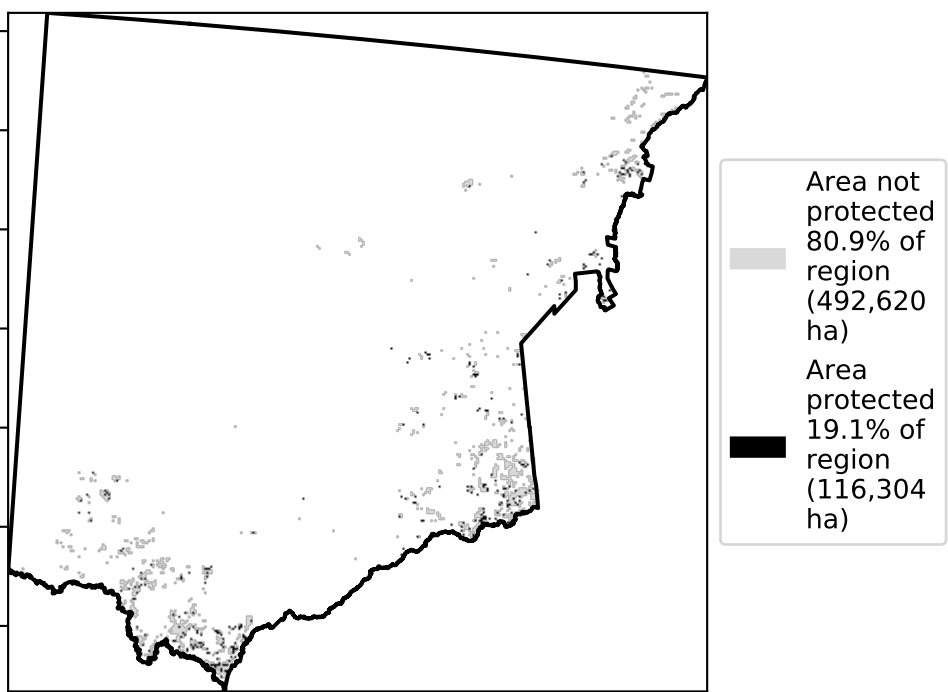 Area not
protected
80.9% of
region
(492,620
ha)
Area
protected
19.1% of
region
(116,304
ha)